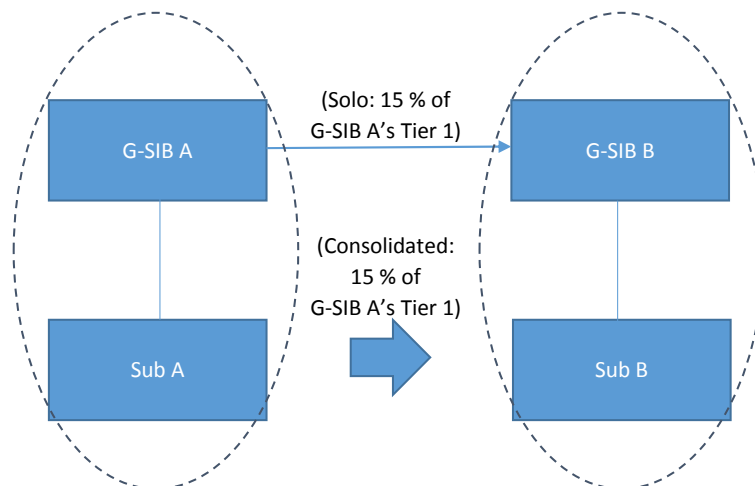 (Solo: 15 % of
G-SIB A's Tier 1)
G-SIB A
G-SIB B
(Consolidated:
15 % of
G-SIB A's Tier 1)
Sub A
Sub B